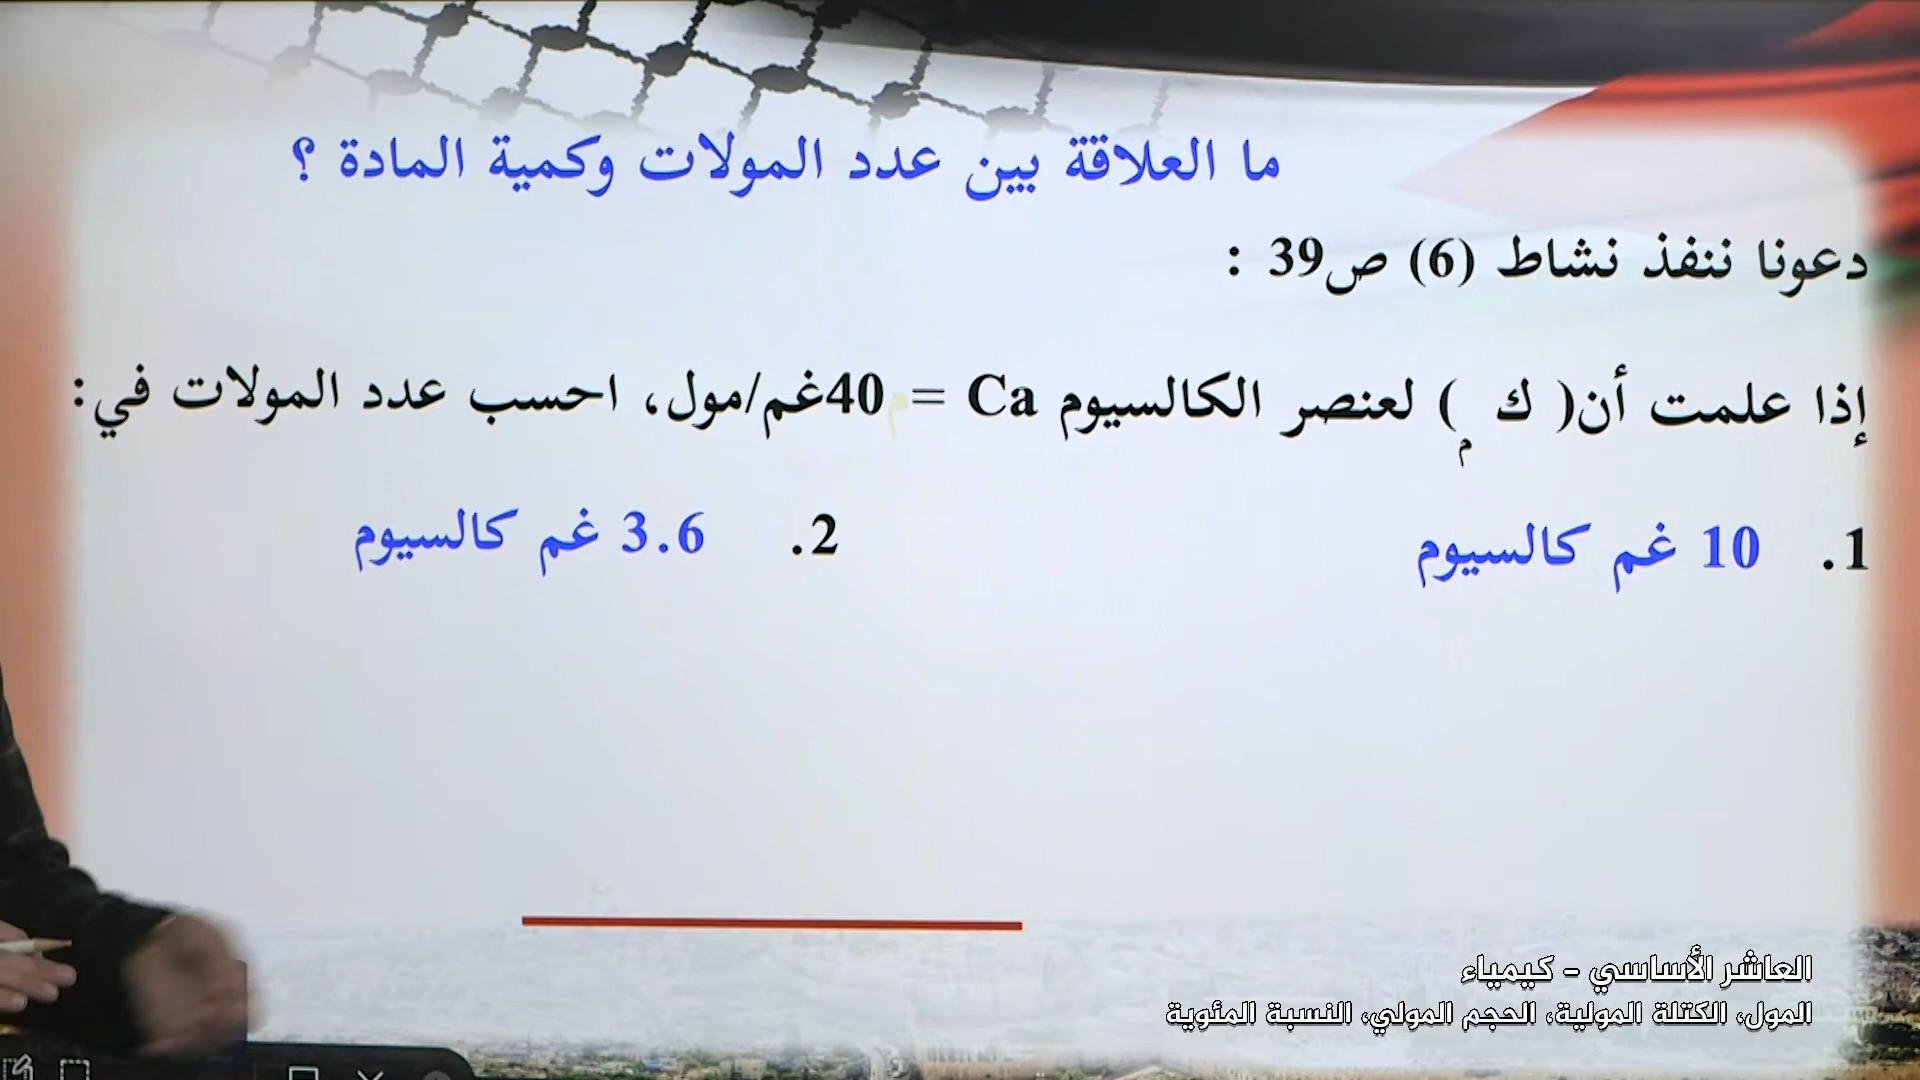 ما العلاقة بين عدد المولات وكمية المادة ؟
دعونا ننفذ نشاط (6) ص39 :
إذا علمت أن( ك م) لعنصر الكالسيوم Ca = 40غم/مول، احسب عدد المولات في:
1. 10 غم كالسيوم
2. 3.6 غم كالسيوم
العاشر الأساسي - كيمياء
المول، الكتلة المولية، الحجم المولي، النسبة المئوية